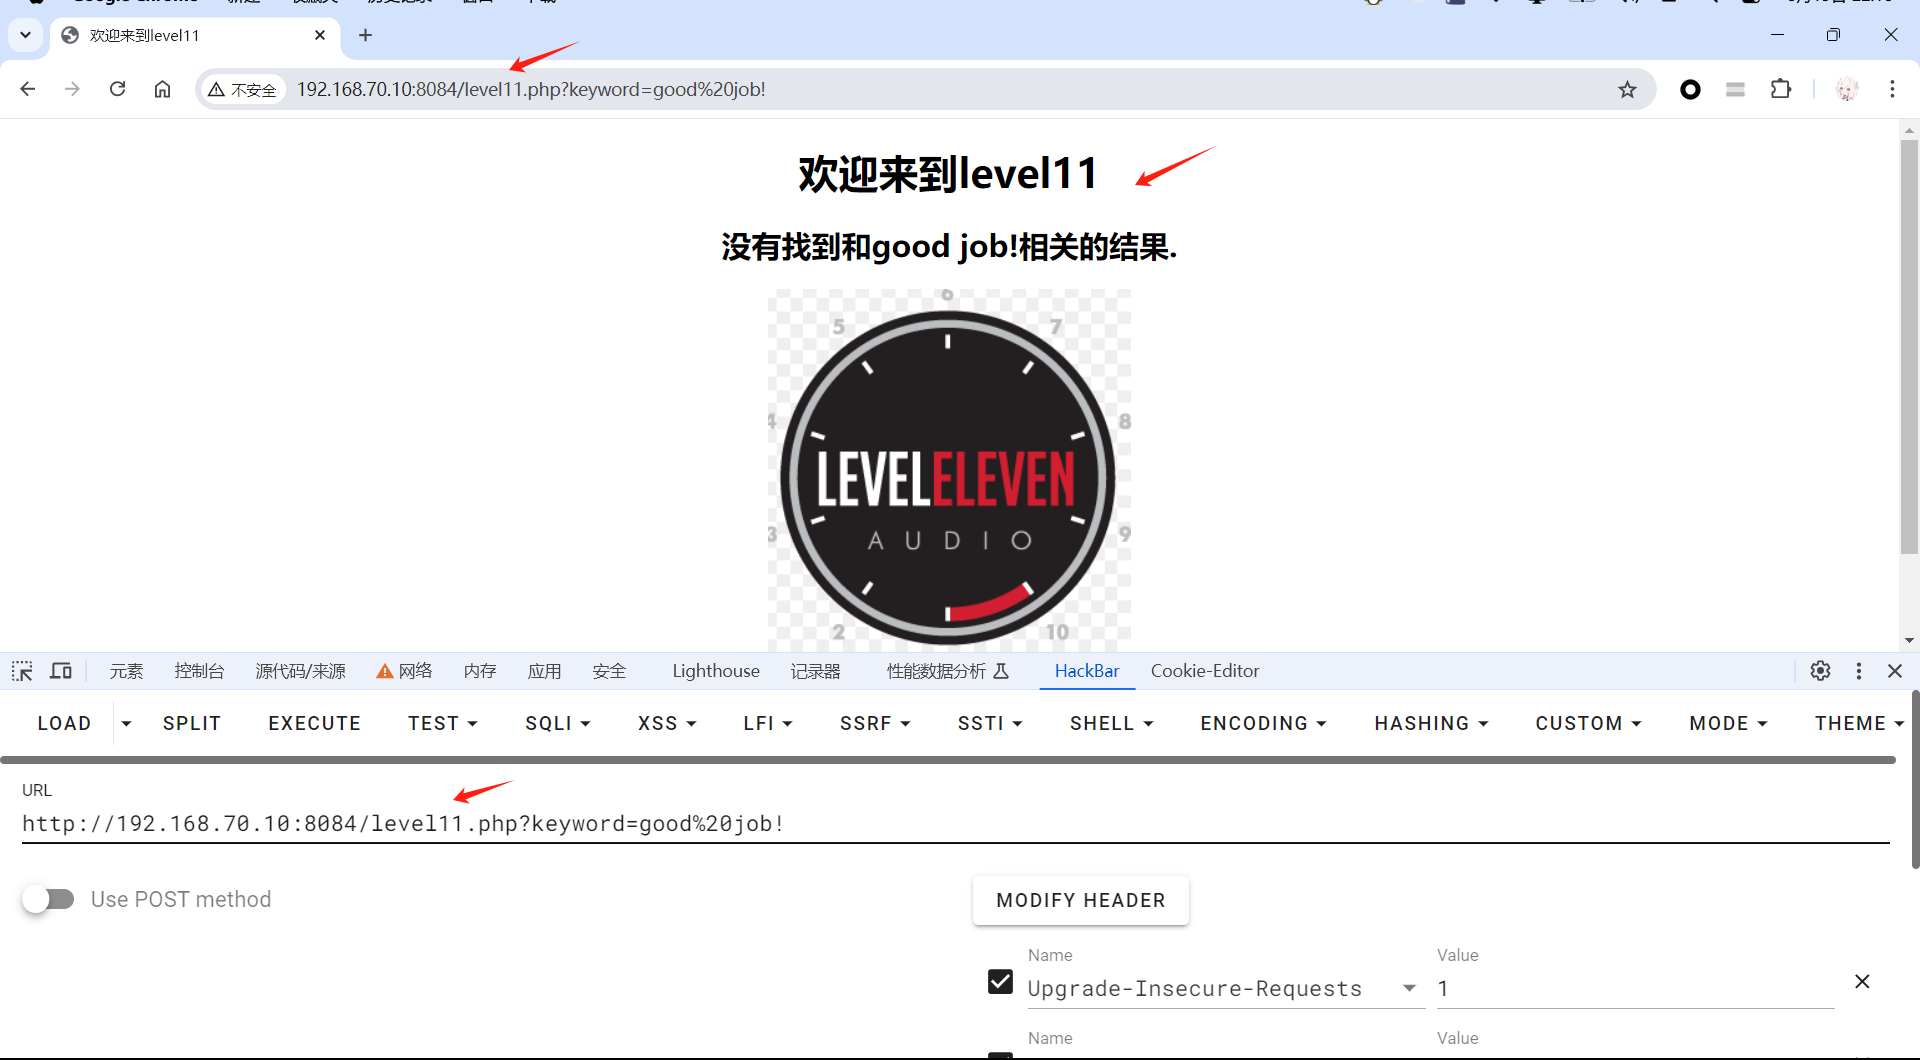 Google Chrome
欢迎来到level11
不安全 192.168.70.10:8084/level11.php?keyword=good%20job!
欢迎来到level11
没有找到和good job!相关的结果.
6
5 7
4 8
LEVELELEVEN
AUDIO
3 9
2 10
元素 控制台 源代码/来源 网络 内存 应用 安全 Lighthouse 记录器 性能数据分析 HackBar Cookie-Editor
LOAD SPLIT EXECUTE TEST SQLI XSS LFI SSRF SSTI SHELL ENCODING HASHING CUSTOM MODE THEME
URL
http://192.168.70.10:8084/level11.php?keyword=good%20job!
Use POST method MODIFY HEADER
Name Value
Upgrade-Insecure-Requests 1
Name Value